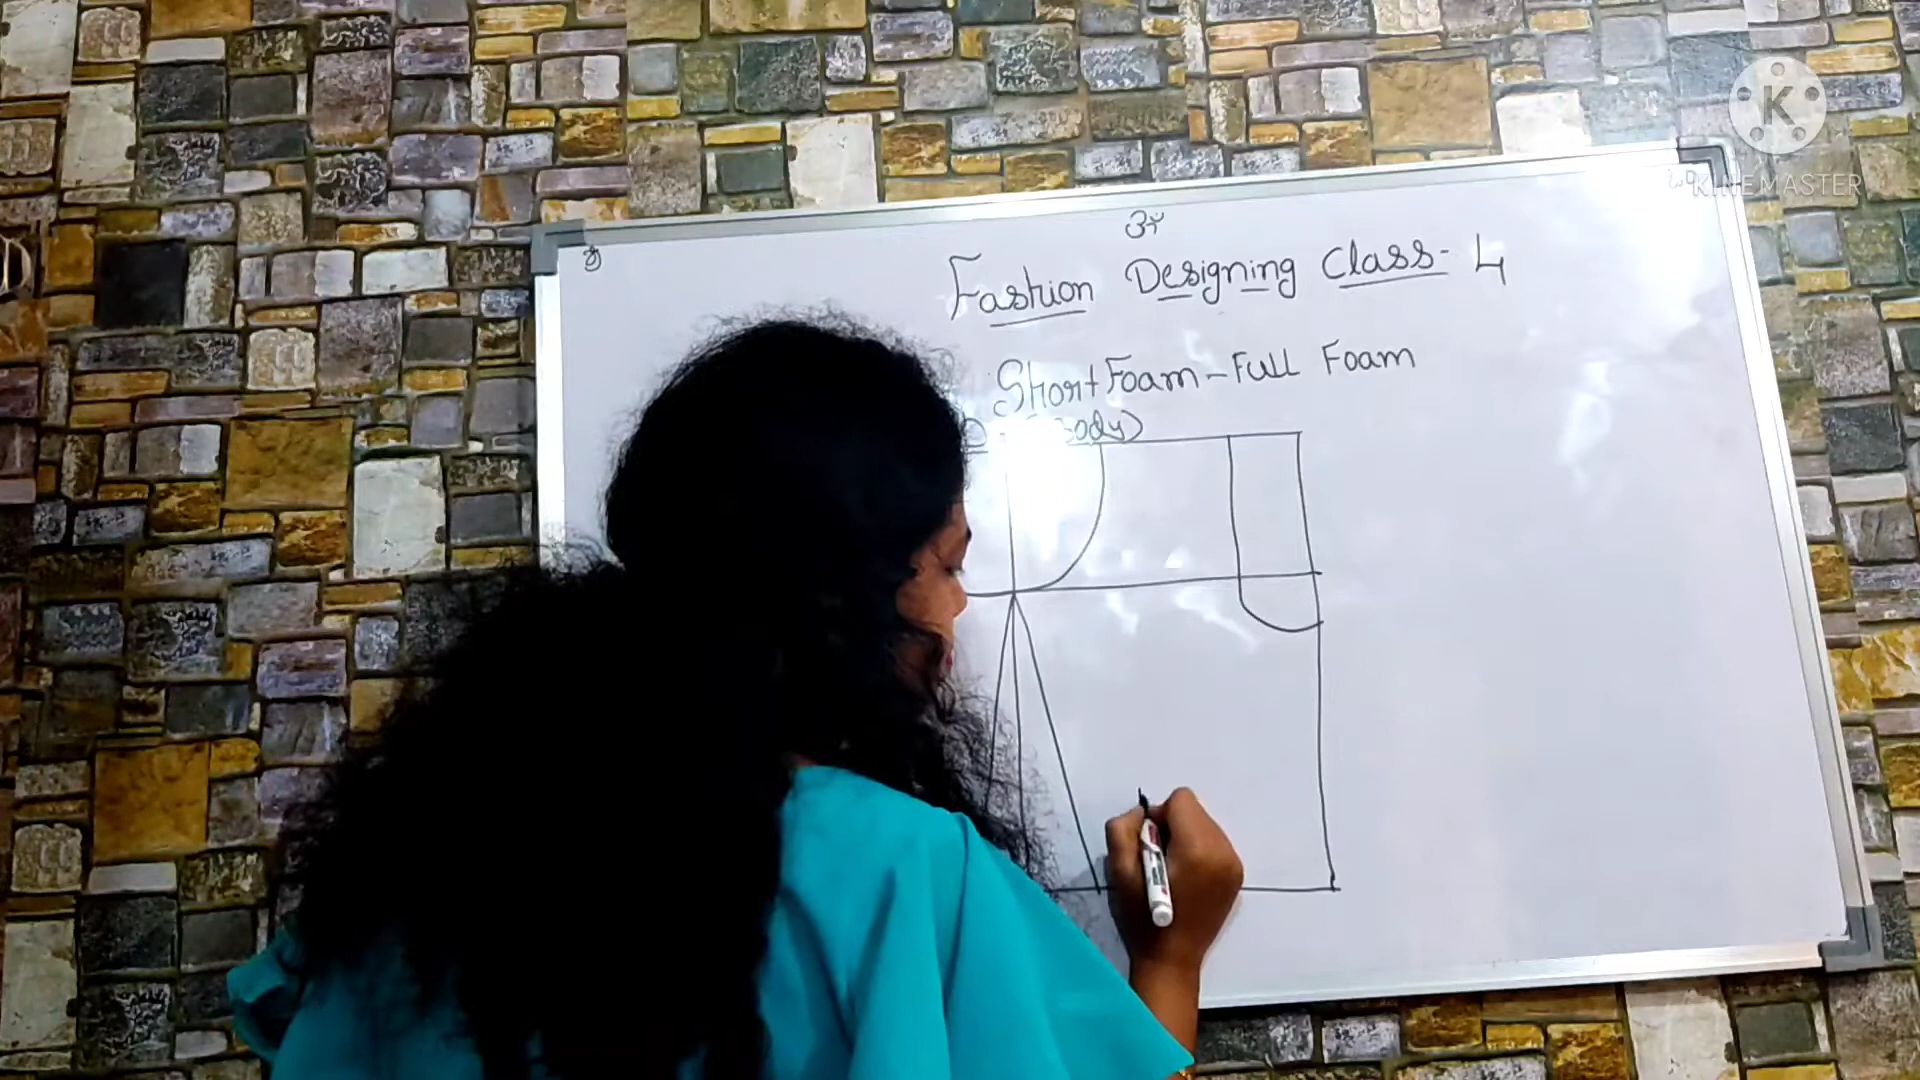 K
KINEMASTER
Fashion Designing Class- 4
Short Foam - Full Foam